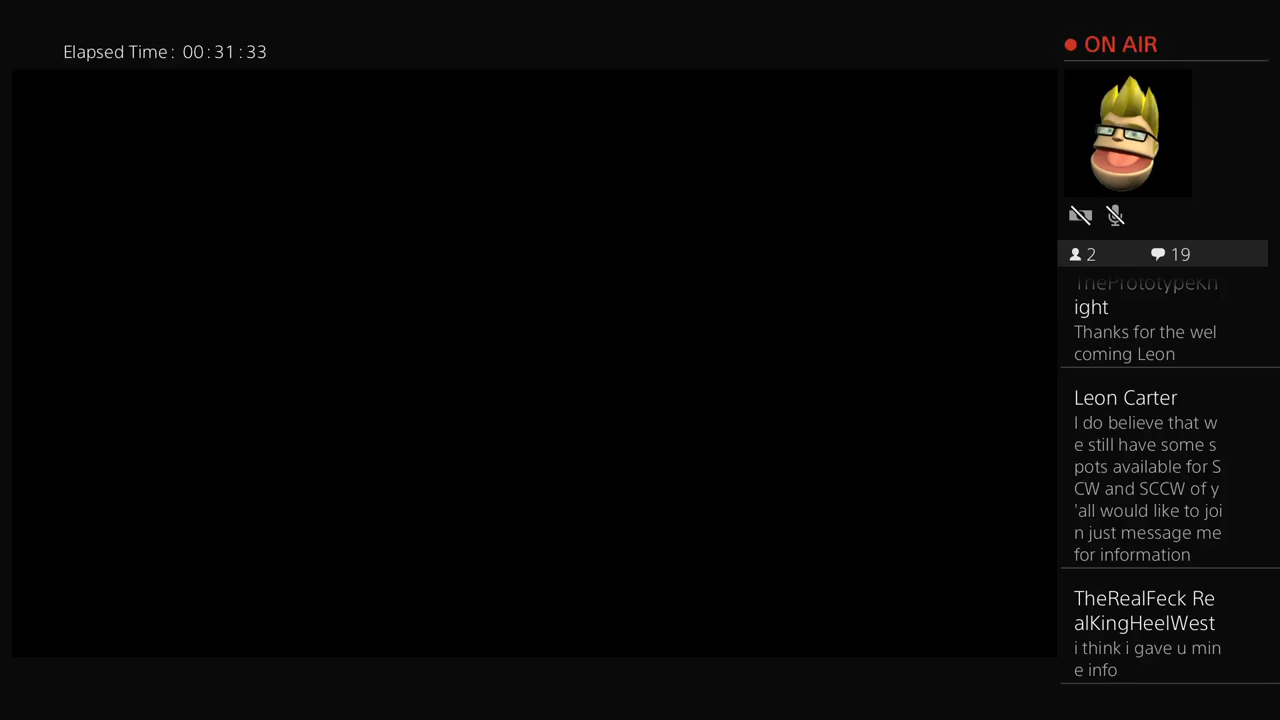 Elapsed Time: 00:31:33
ON AIR
2
19
ThePrototypeKn
ight
Thanks for the wel
coming Leon
Leon Carter
I do believe that w
e still have some s
pots available for S
CW and SCCW of y
'all would like to joi
n just message me
for information
TheRealFeck Re
alKingHeelWest
i think i gave u min
e info